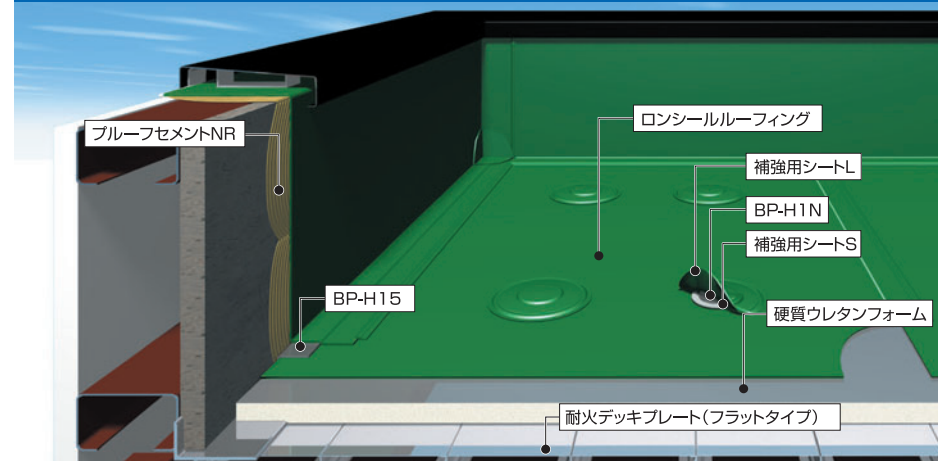 プルーフセメントNR
ロンシールルーフィング
補強用シートL
BP-H1N
補強用シートS
BP-H15
硬質ウレタンフォーム
耐火デッキプレート（フラットタイプ）